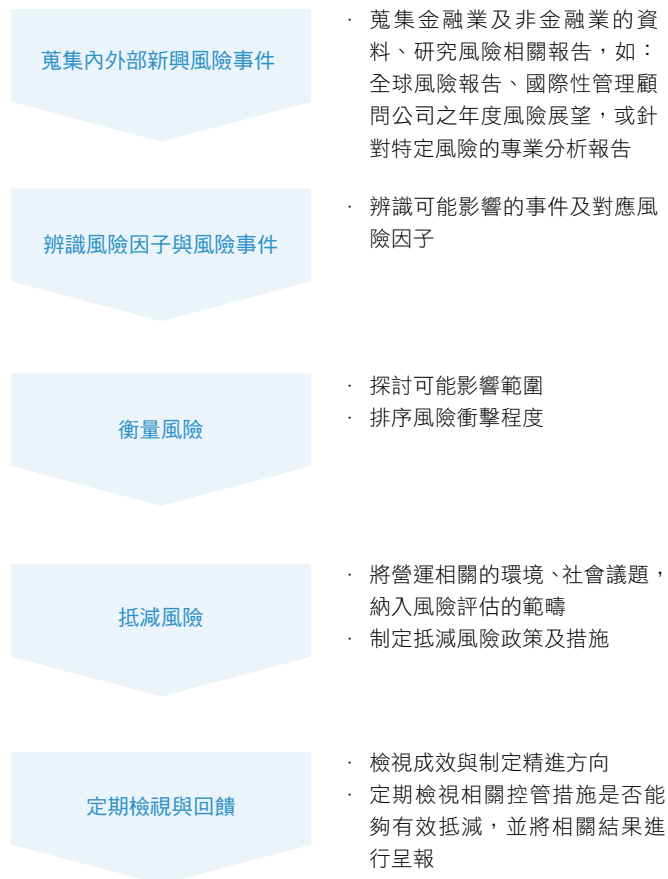 蒐集內外部新興風險事件
· 蒐集金融業及非金融業的資
料、研究風險相關報告，如：
全球風險報告、國際性管理顧
問公司之年度風險展望，或針
對特定風險的專業分析報告
辨識風險因子與風險事件
· 辨識可能影響的事件及對應風
險因子
衡量風險
· 探討可能影響範圍
· 排序風險衝擊程度
抵減風險
· 將營運相關的環境、社會議題，
納入風險評估的範疇
· 制定抵減風險政策及措施
定期檢視與回饋
· 檢視成效與制定精進方向
· 定期檢視相關控管措施是否能
夠有效抵減，並將相關結果進
行呈報